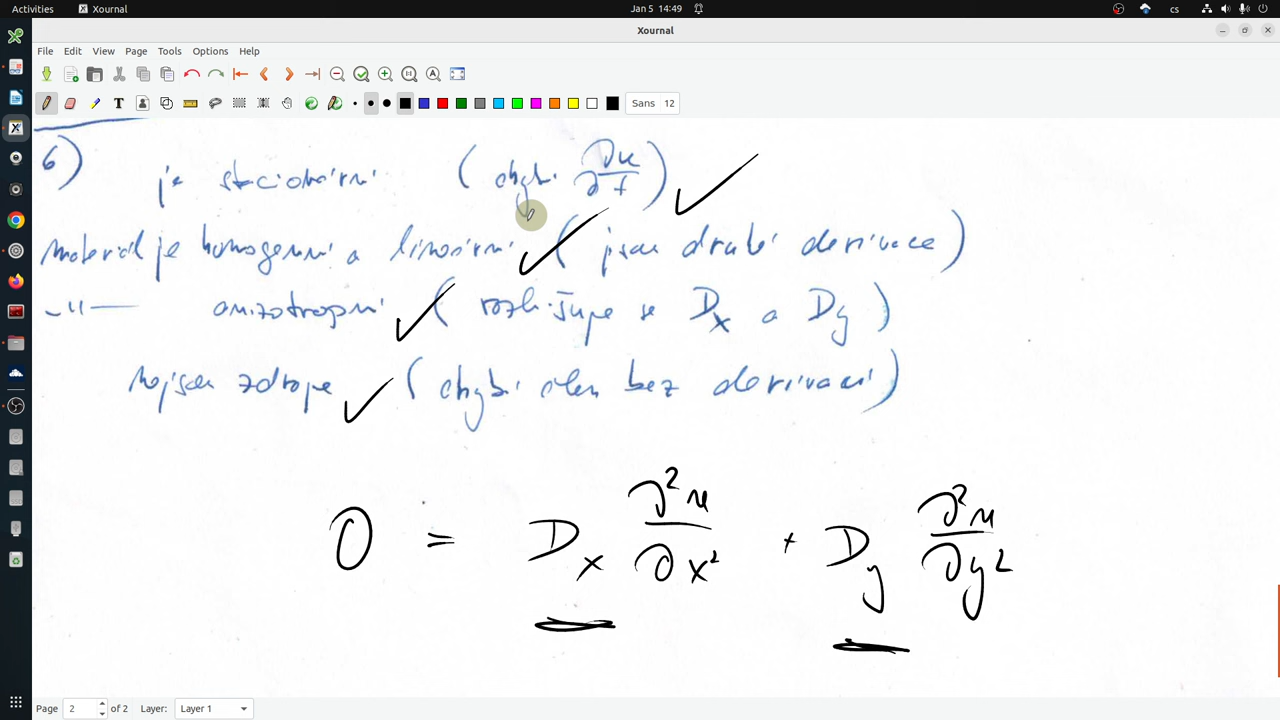 Activities Xournal Jan 5 14:49 cs
Xournal
File Edit View Page Tools Options Help
Sans 12
6) je stacionární (chybí ∂u/∂t)
materiál je homogenní a lineární (jsou druhé derivace)
–"– anizotropní (rozlišuje se Dx a Dy)
nejsou zdroje (chybí člen bez derivací)
0 = Dx ∂²u/∂x² + Dy ∂²u/∂y²
Page 2 of 2 Layer: Layer 1